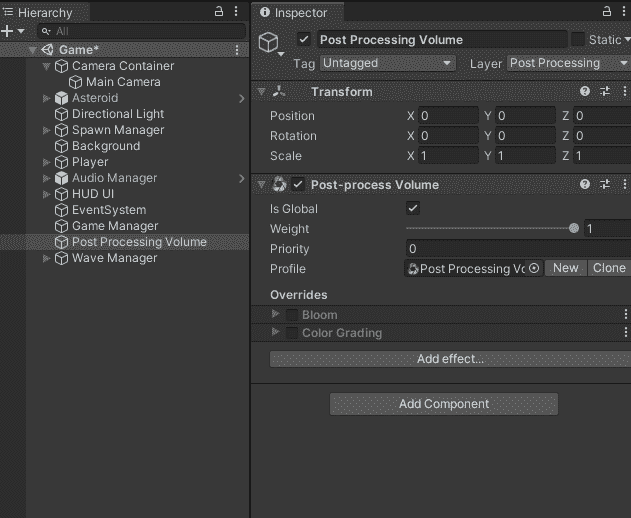 Hierarchy
All
Game*
Camera Container
Main Camera
Asteroid
Directional Light
Spawn Manager
Background
Player
Audio Manager
HUD UI
EventSystem
Game Manager
Post Processing Volume
Wave Manager
Inspector
Post Processing Volume Static
Tag Untagged Layer Post Processing
Transform
Position X 0 Y 0 Z 0
Rotation X 0 Y 0 Z 0
Scale X 1 Y 1 Z 1
Post-process Volume
Is Global
Weight 1
Priority 0
Profile Post Processing Vo New Clone
Overrides
Bloom
Color Grading
Add effect...
Add Component